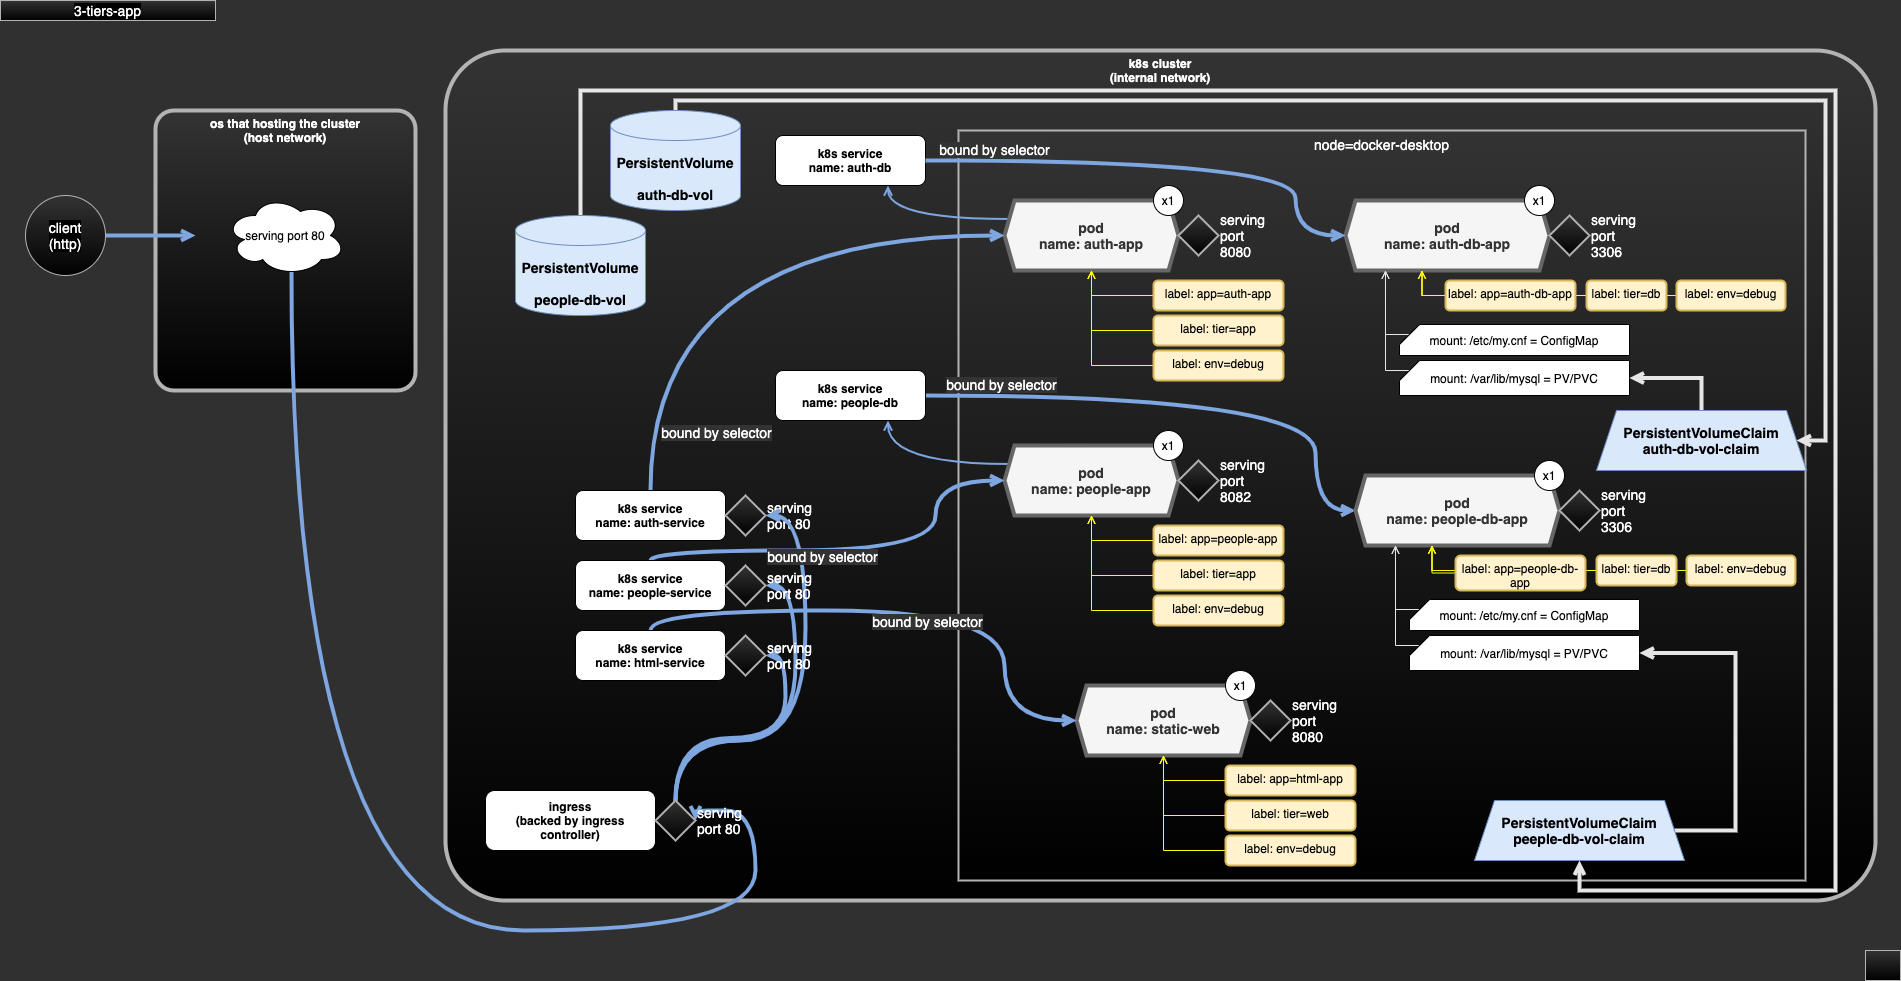 3-tiers-app
k8s cluster
(internal network)
os that hosting the cluster
(host network)
client
(http)
serving port 80
PersistentVolume
auth-db-vol
PersistentVolume
people-db-vol
k8s service
name: auth-db
bound by selector
node=docker-desktop
pod
name: auth-app
x1
serving
port
8080
label: app=auth-app
label: tier=app
label: env=debug
pod
name: auth-db-app
x1
serving
port
3306
label: app=auth-db-app
label: tier=db
label: env=debug
mount: /etc/my.cnf = ConfigMap
mount: /var/lib/mysql = PV/PVC
PersistentVolumeClaim
auth-db-vol-claim
k8s service
name: people-db
bound by selector
bound by selector
pod
name: people-app
x1
serving
port
8082
label: app=people-app
label: tier=app
label: env=debug
pod
name: people-db-app
x1
serving
port
3306
label: app=people-db-
app
label: tier=db
label: env=debug
mount: /etc/my.cnf = ConfigMap
mount: /var/lib/mysql = PV/PVC
k8s service
name: auth-service
serving
port 80
bound by selector
k8s service
name: people-service
serving
port 80
bound by selector
k8s service
name: html-service
serving
port 80
pod
name: static-web
x1
serving
port
8080
label: app=html-app
label: tier=web
label: env=debug
ingress
(backed by ingress
controller)
serving
port 80
PersistentVolumeClaim
peeple-db-vol-claim